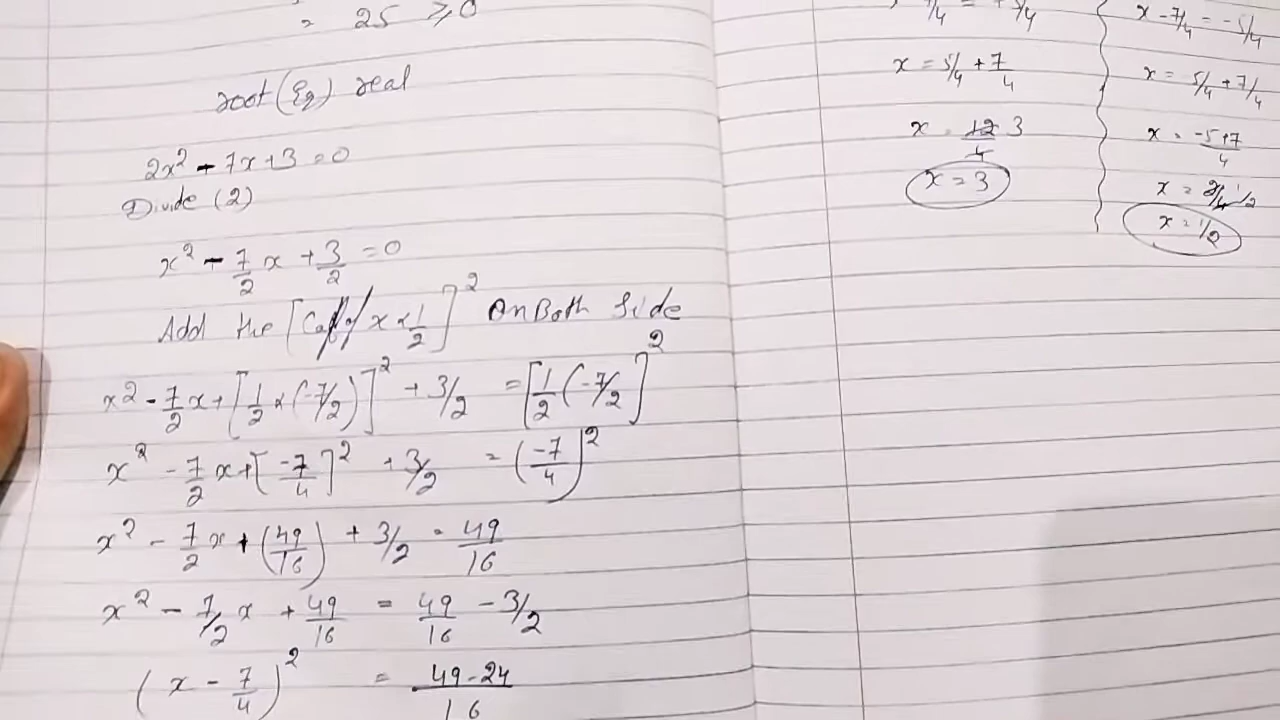 = 25 ⩾0
root (Eq) real
2x² - 7x+3 =0
Divide (2)
x² - 7/2 x + 3/2 =0
Add the [Coff of x × 1/2]² On Both Side
x² - 7/2 x + [1/2 × (-7/2)]² + 3/2 = [1/2 (-7/2)]²
x² - 7/2 x + [-7/4]² + 3/2 = (-7/4)²
x² - 7/2 x + (49/16) + 3/2 = 49/16
x² - 7/2 x + 49/16 = 49/16 - 3/2
(x - 7/4)² = 49-24/16
x = 5/4 + 7/4
x = 12/4 3
x = 3
x - 7/4 = -5/4
x = 5/4 + 7/4
x = -5+7/4
x = 2/4 1/2
x = 1/2